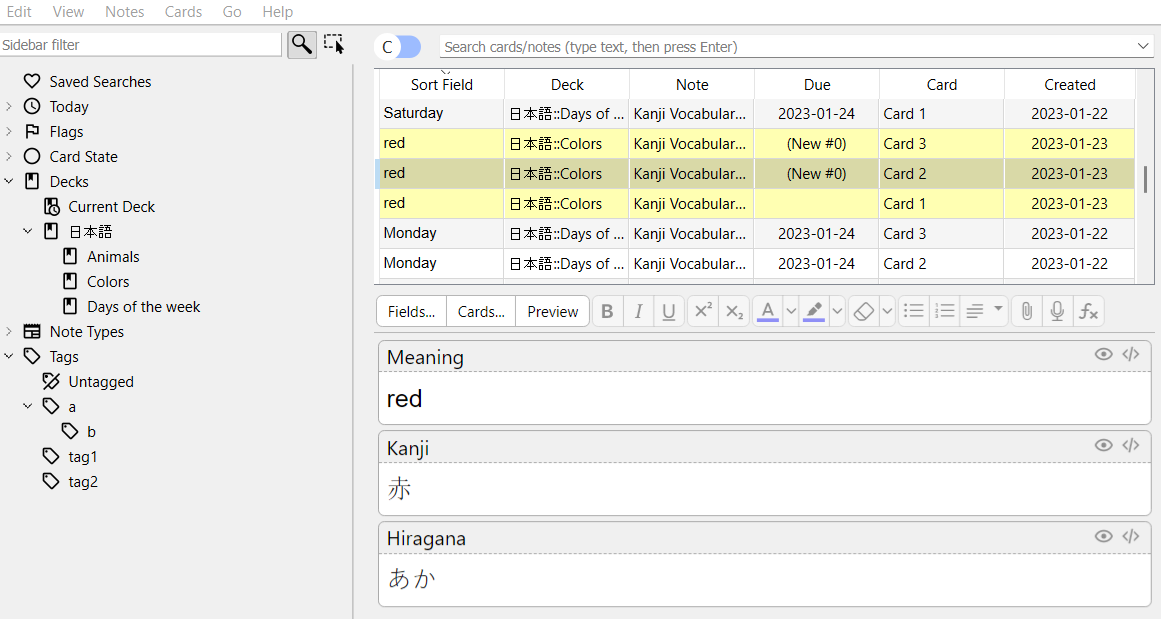 Edit View Notes Cards Go Help
Sidebar filter
C
Search cards/notes (type text, then press Enter)
Saved Searches
Today
Flags
Card State
Decks
Current Deck
日本語
Animals
Colors
Days of the week
Note Types
Tags
Untagged
a
b
tag1
tag2
Sort Field Deck Note Due Card Created
Saturday 日本語::Days of ... Kanji Vocabular... 2023-01-24 Card 1 2023-01-22
red 日本語::Colors Kanji Vocabular... (New #0) Card 3 2023-01-23
red 日本語::Colors Kanji Vocabular... (New #0) Card 2 2023-01-23
red 日本語::Colors Kanji Vocabular... Card 1 2023-01-23
Monday 日本語::Days of ... Kanji Vocabular... 2023-01-24 Card 3 2023-01-22
Monday 日本語::Days of ... Kanji Vocabular... 2023-01-24 Card 2 2023-01-22
Fields... Cards... Preview B I U x² x₂ A fx
Meaning
red
Kanji
赤
Hiragana
あか